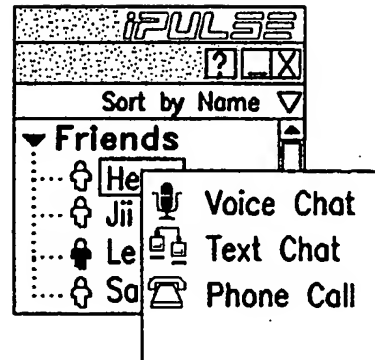 iPULSE
? _ X
Sort by Name
Friends
He
Jii
Le
Sa
Voice Chat
Text Chat
Phone Call